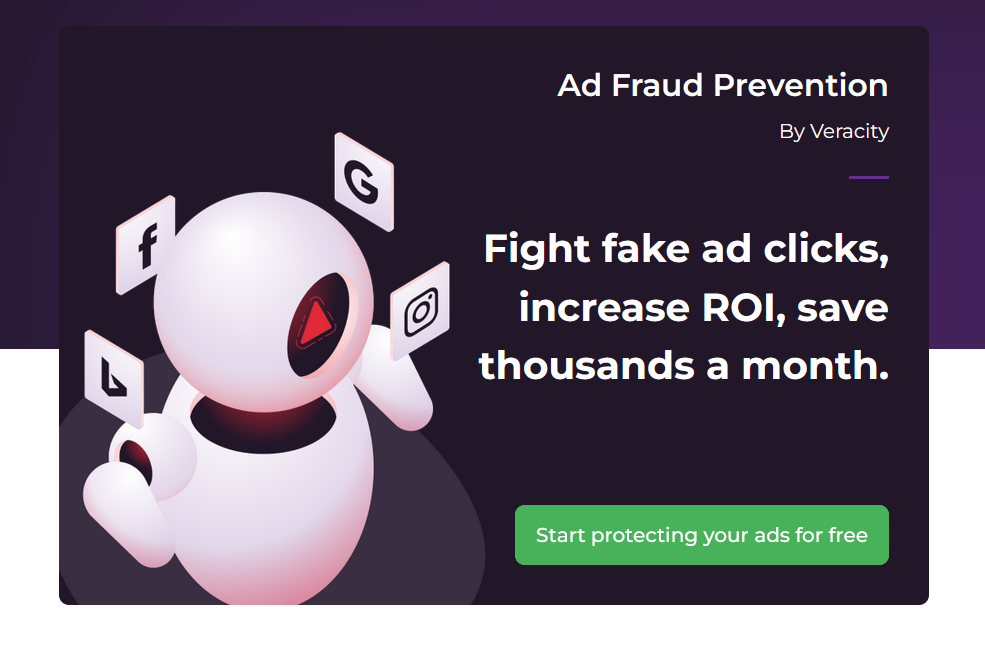 Ad Fraud Prevention
By Veracity
Fight fake ad clicks,
increase ROI, save
thousands a month.
Start protecting your ads for free